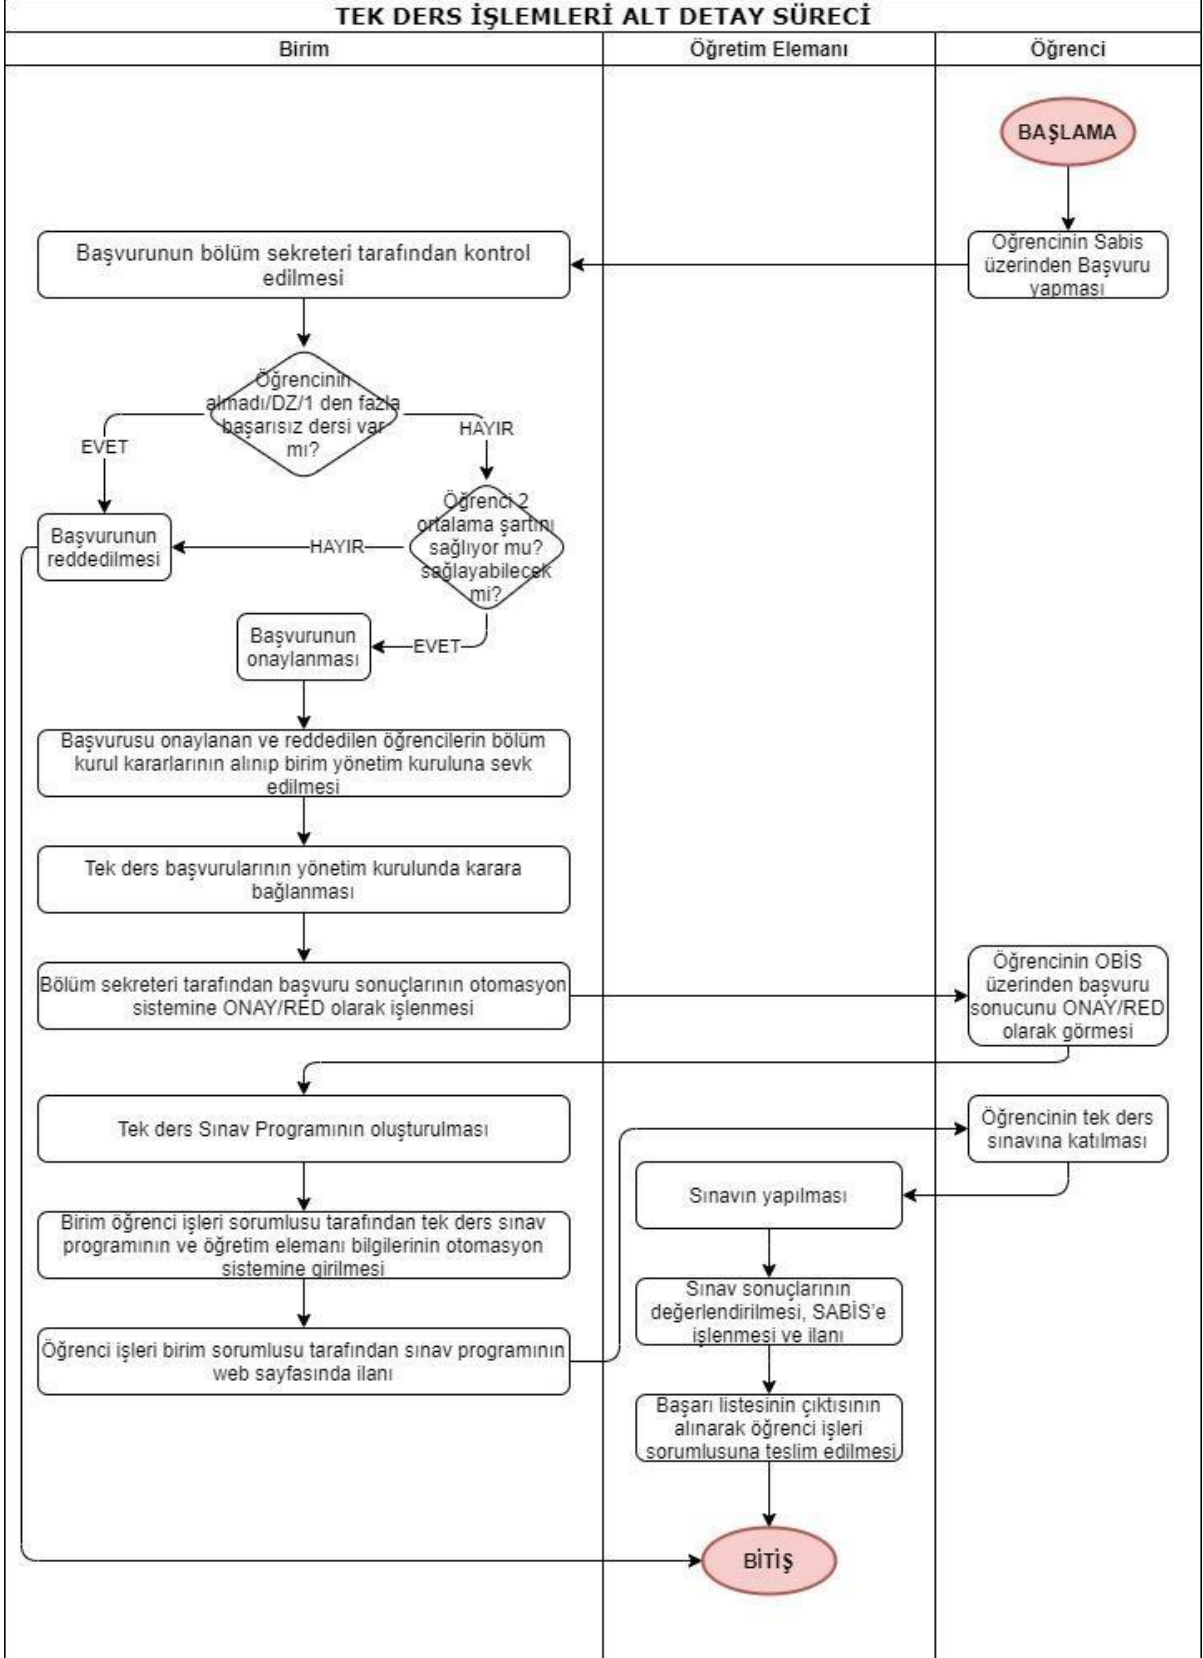 TEK DERS İŞLEMLERİ ALT DETAY SÜRECİ
Birim
Öğretim Elemanı
Öğrenci
BAŞLAMA
Öğrencinin Sabis
üzerinden Başvuru
yapması
Başvurunun bölüm sekreteri tarafından kontrol
edilmesi
Öğrencinin
almadı/DZ/1 den fazla
başarısız dersi var
mı?
EVET
HAYIR
Öğrenci 2
ortalama şartını
sağlıyor mu?
sağlayabilecek
mi?
HAYIR
Başvurunun
reddedilmesi
EVET
Başvurunun
onaylanması
Başvurusu onaylanan ve reddedilen öğrencilerin bölüm
kurul kararlarının alınıp birim yönetim kuruluna sevk
edilmesi
Tek ders başvurularının yönetim kurulunda karara
bağlanması
Bölüm sekreteri tarafından başvuru sonuçlarının otomasyon
sistemine ONAY/RED olarak işlenmesi
Öğrencinin OBİS
üzerinden başvuru
sonucunu ONAY/RED
olarak görmesi
Tek ders Sınav Programının oluşturulması
Birim öğrenci işleri sorumlusu tarafından tek ders sınav
programının ve öğretim elemanı bilgilerinin otomasyon
sistemine girilmesi
Öğrenci işleri birim sorumlusu tarafından sınav programının
web sayfasında ilanı
Öğrencinin tek ders
sınavına katılması
Sınavın yapılması
Sınav sonuçlarının
değerlendirilmesi, SABİS'e
işlenmesi ve ilanı
Başarı listesinin çıktısının
alınarak öğrenci işleri
sorumlusuna teslim edilmesi
BİTİŞ